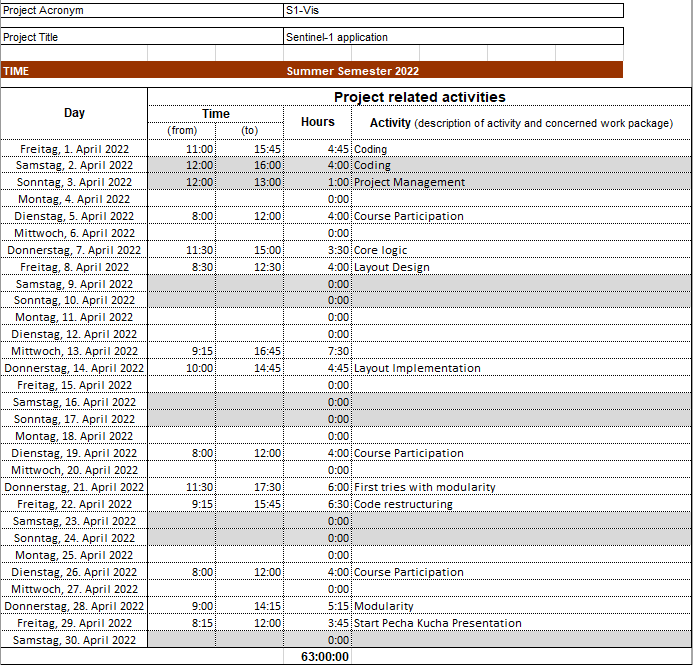 Project Acronym S1-Vis
Project Title Sentinel-1 application
TIME Summer Semester 2022
Project related activities
Day Time Hours Activity (description of activity and concerned work package)
(from) (to)
Freitag, 1. April 2022 11:00 15:45 4:45 Coding
Samstag, 2. April 2022 12:00 16:00 4:00 Coding
Sonntag, 3. April 2022 12:00 13:00 1:00 Project Management
Montag, 4. April 2022 0:00
Dienstag, 5. April 2022 8:00 12:00 4:00 Course Participation
Mittwoch, 6. April 2022 0:00
Donnerstag, 7. April 2022 11:30 15:00 3:30 Core logic
Freitag, 8. April 2022 8:30 12:30 4:00 Layout Design
Samstag, 9. April 2022 0:00
Sonntag, 10. April 2022 0:00
Montag, 11. April 2022 0:00
Dienstag, 12. April 2022 0:00
Mittwoch, 13. April 2022 9:15 16:45 7:30
Donnerstag, 14. April 2022 10:00 14:45 4:45 Layout Implementation
Freitag, 15. April 2022 0:00
Samstag, 16. April 2022 0:00
Sonntag, 17. April 2022 0:00
Montag, 18. April 2022 0:00
Dienstag, 19. April 2022 8:00 12:00 4:00 Course Participation
Mittwoch, 20. April 2022 0:00
Donnerstag, 21. April 2022 11:30 17:30 6:00 First tries with modularity
Freitag, 22. April 2022 9:15 15:45 6:30 Code restructuring
Samstag, 23. April 2022 0:00
Sonntag, 24. April 2022 0:00
Montag, 25. April 2022 0:00
Dienstag, 26. April 2022 8:00 12:00 4:00 Course Participation
Mittwoch, 27. April 2022 0:00
Donnerstag, 28. April 2022 9:00 14:15 5:15 Modularity
Freitag, 29. April 2022 8:15 12:00 3:45 Start Pecha Kucha Presentation
Samstag, 30. April 2022 0:00
63:00:00